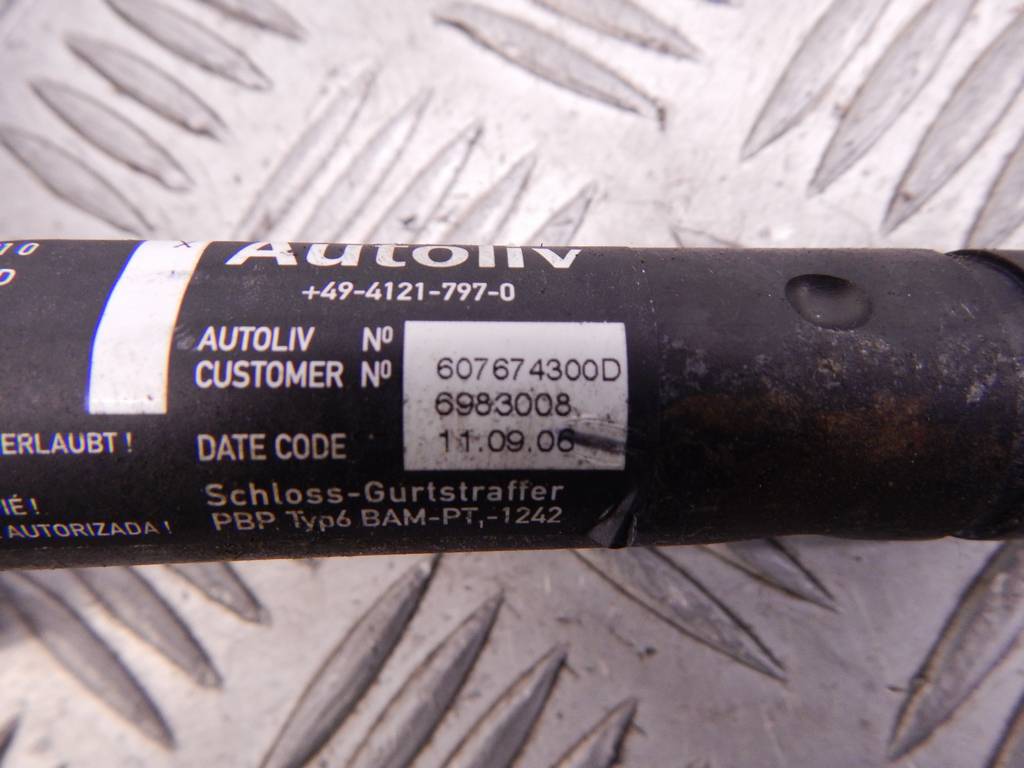 Autoliv
+49-4121-797-0
AUTOLIV Nº 607674300D
CUSTOMER Nº 6983008
DATE CODE 11.09.06
Schloss-Gurtstraffer
PBP Typ6 BAM-PT,-1242
ERLAUBT!
AUTORIZADA!